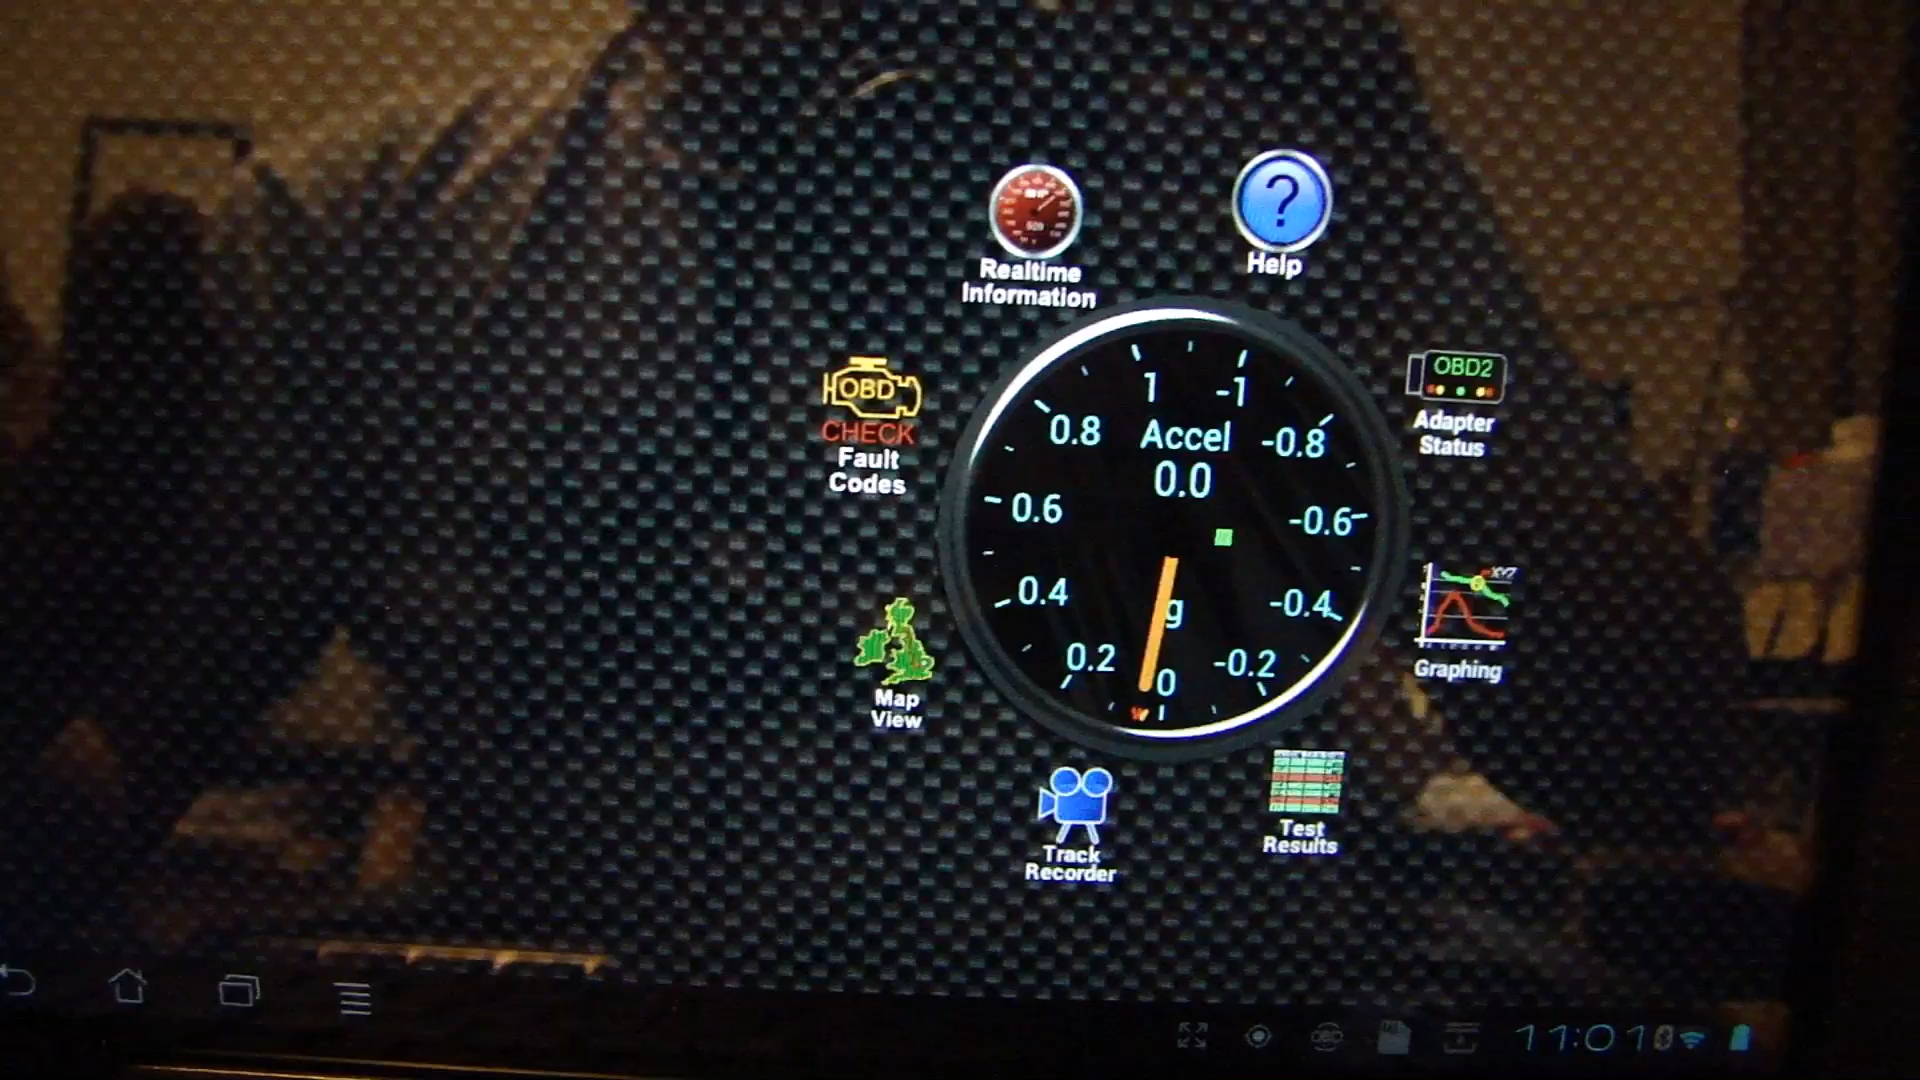 Realtime
Information
Help
OBD
CHECK
Fault
Codes
OBD2
Adapter
Status
1
-1
0.8
Accel
-0.8
0.0
0.6
-0.6
0.4
g
-0.4
0.2
0
-0.2
XYZ
Graphing
Map
View
Track
Recorder
Test
Results
OBD
11:01